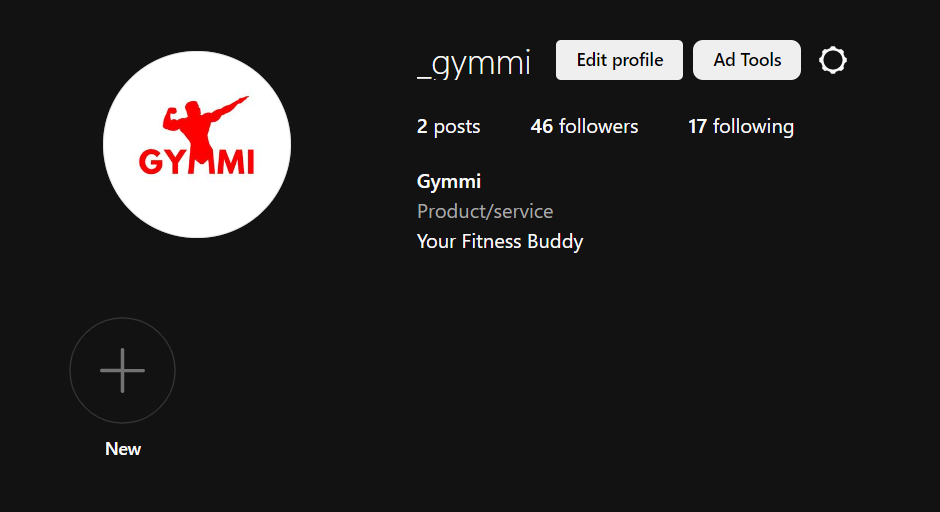 _gymmi Edit profile Ad Tools
2 posts 46 followers 17 following
GYMMI
Gymmi
Product/service
Your Fitness Buddy
New